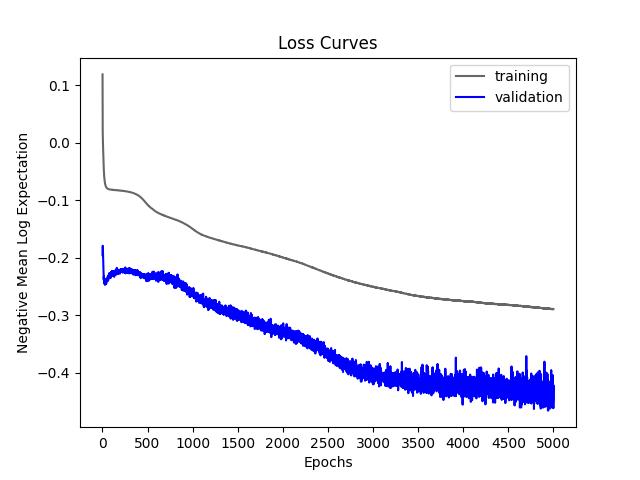 Loss Curves
training
validation
Negative Mean Log Expectation
0.1
0.0
−0.1
−0.2
−0.3
−0.4
0 500 1000 1500 2000 2500 3000 3500 4000 4500 5000
Epochs